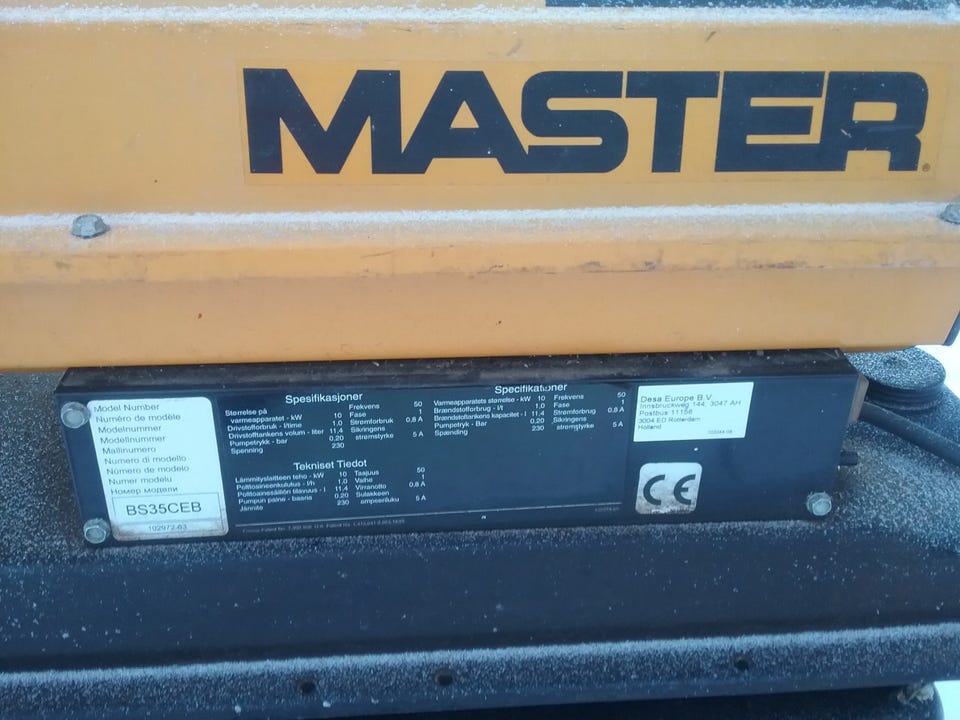 MASTER
Model Number
Numéro de modèle
Modelnummer
Modellnummer
Mallinumero
Numero di modello
Número de modelo
Numer modelu
Номер модели
BS35CEB
102972-63
Spesifikasjoner
Størrelse på
varmeapparatet - kW 10
Drivstofforbruk - l/time 1,0
Drivstofftankens volum - liter 11,4
Pumpetrykk - bar 0,20
Spenning 230
Frekvens 50
Fase 1
Strømforbruk 0,8 A
Sikringens
strømstyrke 5 A
Tekniset Tiedot
Lämmityslaitteen teho - kW 10
Polttoaineenkulutus - l/h 1,0
Polttoainesäiliön tilavuus - l 11,4
Pumpun paine - baaria 0,20
Jännite 230
Taajuus 50
Vaihe 1
Virranotto 0,8 A
Sulakkeen
ampeeriluku 5 A
Specifikationer
Varmeapparatets størrelse - kW 10
Brændstofforbrug - l/t 1,0
Brændstoftankens kapacitet - l 11,4
Pumpetryk - Bar 0,20
Spænding 230
Frekvens 50
Fase 1
Strømforbrug 0,8 A
Sikringens
strømstyrke 5 A
Desa Europe B.V.
Innsbruckweg 144, 3047 AH
Postbus 11158
3004 ED Rotterdam
Holland
CE